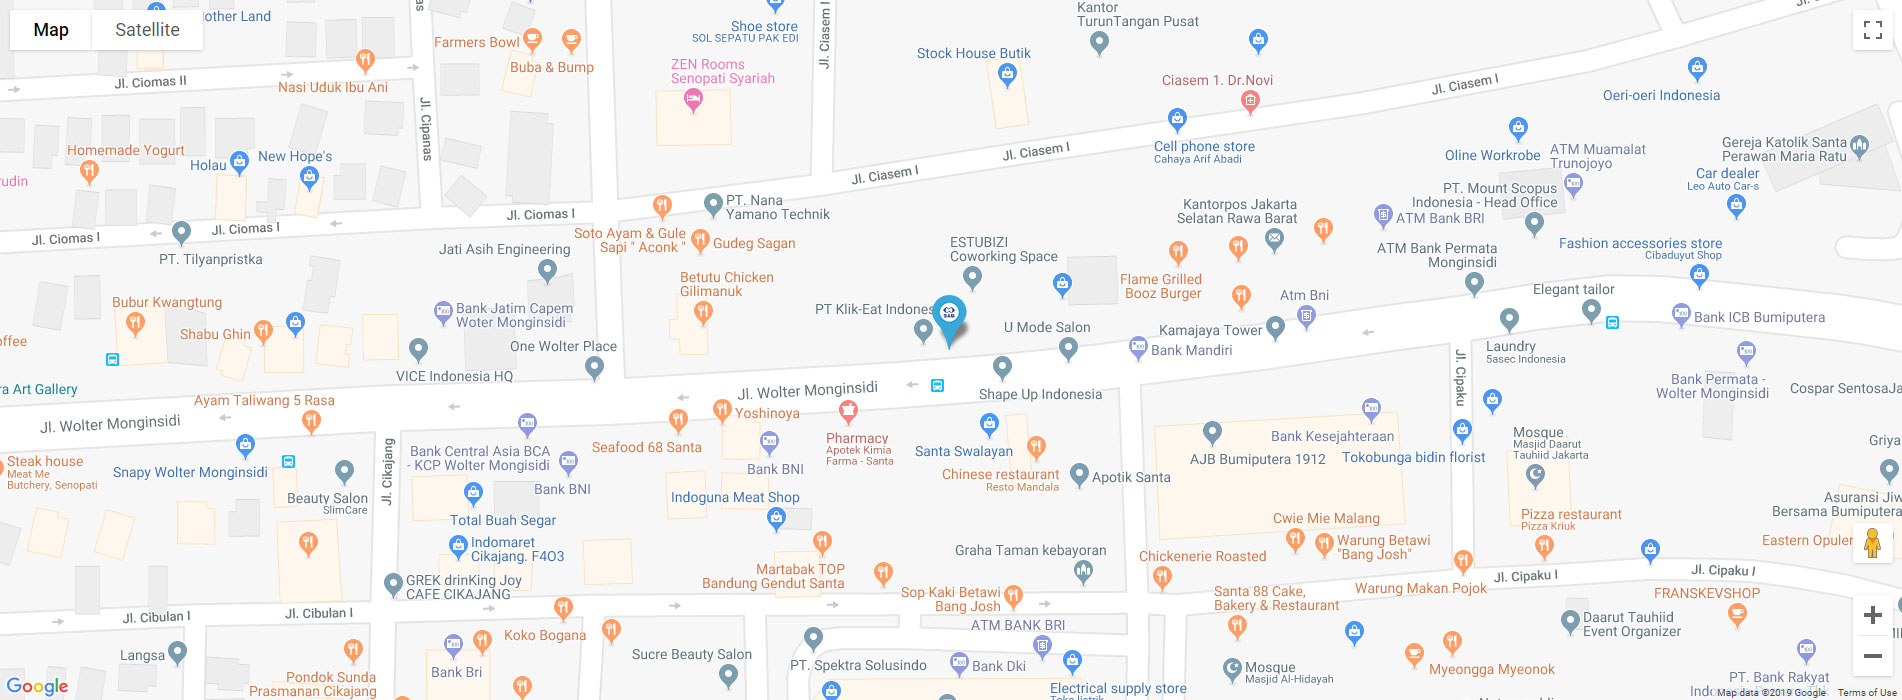 Map
Satellite
other Land
Jl. Ciomas II
Nasi Uduk Ibu Ani
Farmers Bowl
Buba & Bump
Shoe store
SOL SEPATU PAK EDI
ZEN Rooms
Senopati Syariah
Jl. Ciasem I
Stock House Butik
Kantor
TurunTangan Pusat
Ciasem 1. Dr.Novi
Cell phone store
Cahaya Arif Abadi
Jl. Ciasem I
Jl. Ciasem I
Jl. Ciasem I
Oeri-oeri Indonesia
Oline Workrobe
ATM Muamalat
Trunojoyo
Gereja Katolik Santa
Perawan Maria Ratu
Car dealer
Leo Auto Car-s
PT. Mount Scopus
Indonesia - Head Office
Jl. Cipanas
Homemade Yogurt
Holau
New Hope's
rudin
Jl. Ciomas I
Jl. Ciomas I
Jl. Ciomas I
PT. Tilyanpristka
PT. Nana
Yamano Technik
Soto Ayam & Gule
Sapi " Aconk "
Gudeg Sagan
Jati Asih Engineering
Betutu Chicken
Gilimanuk
ESTUBIZI
Coworking Space
Kantorpos Jakarta
Selatan Rawa Barat
ATM Bank BRI
ATM Bank Permata
Monginsidi
Fashion accessories store
Cibaduyut Shop
Flame Grilled
Booz Burger
Atm Bni
Elegant tailor
Bank ICB Bumiputera
Bubur Kwangtung
Shabu Ghin
Bank Jatim Capem
Woter Monginsidi
PT Klik-Eat Indones
SAM
U Mode Salon
Kamajaya Tower
Bank Mandiri
Laundry
5asec Indonesia
offee
One Wolter Place
VICE Indonesia HQ
ra Art Gallery
Jl. Wolter Monginsidi
Shape Up Indonesia
Jl. Cipaku
Bank Permata -
Wolter Monginsidi
Cospar SentosaJa
Ayam Taliwang 5 Rasa
Jl. Wolter Monginsidi
Yoshinoya
Seafood 68 Santa
Pharmacy
Apotek Kimia
Farma - Santa
Santa Swalayan
Bank Kesejahteraan
AJB Bumiputera 1912
Tokobunga bidin florist
Mosque
Masjid Daarut
Tauhiid Jakarta
Griya
Steak house
Meat Me
Butchery, Senopati
Snapy Wolter Monginsidi
Jl. Cikajang
Bank Central Asia BCA
- KCP Wolter Mongisidi
Bank BNI
Bank BNI
Chinese restaurant
Resto Mandala
Apotik Santa
Beauty Salon
SlimCare
Total Buah Segar
Indoguna Meat Shop
Asuransi Jiw
Bersama Bumiputera
Pizza restaurant
Pizza Kriuk
Cwie Mie Malang
Warung Betawi
"Bang Josh"
Eastern Opulen
Indomaret
Cikajang. F4O3
Graha Taman kebayoran
Chickenerie Roasted
Martabak TOP
Bandung Gendut Santa
GREK drinKing Joy
CAFE CIKAJANG
Sop Kaki Betawi
Bang Josh
Santa 88 Cake,
Bakery & Restaurant
Warung Makan Pojok
Jl. Cipaku I
Jl. Cipaku I
FRANSKEVSHOP
Jl. Cibulan I
Jl. Cibulan I
Koko Bogana
ATM BANK BRI
Daarut Tauhiid
Event Organizer
Langsa
Bank Bri
Sucre Beauty Salon
PT. Spektra Solusindo
Bank Dki
Mosque
Masjid Al-Hidayah
Myeongga Myeonok
PT. Bank Rakyat
Pondok Sunda
Prasmanan Cikajang
Electrical supply store
Google
Map data ©2019 Google
Terms of Use